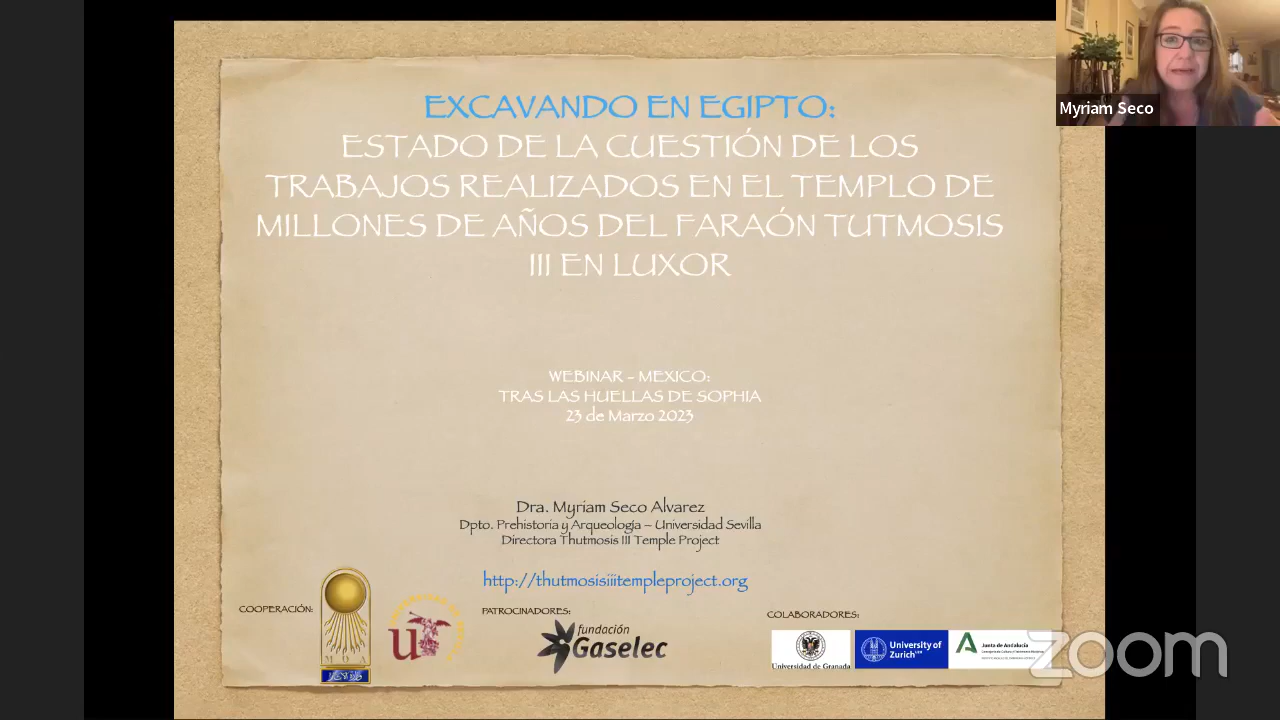 EXCAVANDO EN EGIPTO:
ESTADO DE LA CUESTIÓN DE LOS
TRABAJOS REALIZADOS EN EL TEMPLO DE
MILLONES DE AÑOS DEL FARAÓN TUTMOSIS
III EN LUXOR
Myriam Seco
WEBINAR - MEXICO:
TRAS LAS HUELLAS DE SOPHIA
23 de Marzo 2023
Dra. Myriam Seco Alvarez
Dpto. Prehistoria y Arqueología – Universidad Sevilla
Directora Thutmosis III Temple Project
http://thutmosisiiitempleproject.org
COOPERACIÓN:
PATROCINADORES:
COLABORADORES:
MOA
fundación
Gaselec
Universidad de Granada
University of
Zurich
Junta de Andalucía
zoom